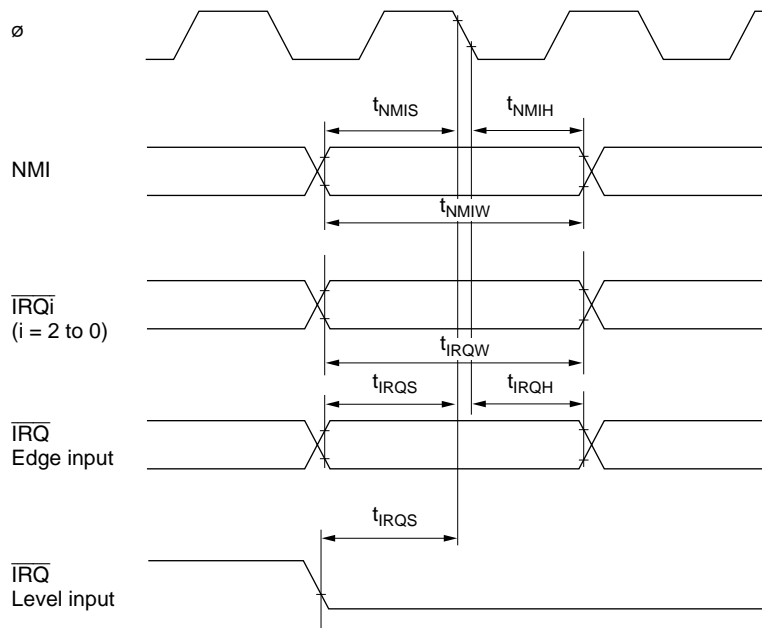 ø
tNMIS
tNMIH
NMI
tNMIW
IRQi
(i = 2 to 0)
tIRQW
tIRQS
tIRQH
IRQ
Edge input
tIRQS
IRQ
Level input